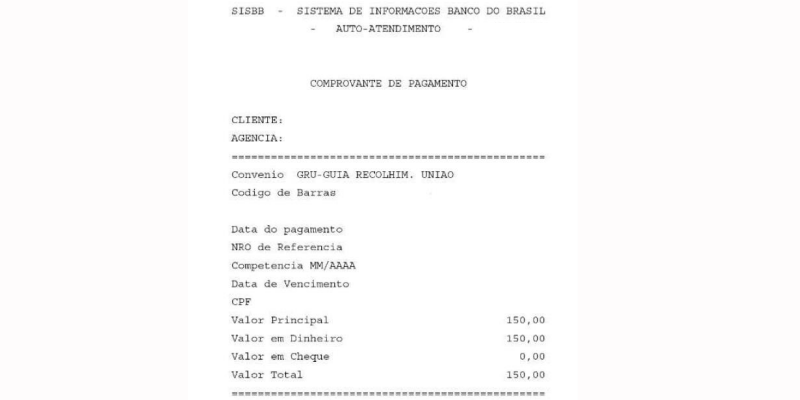 SISBB - SISTEMA DE INFORMACOES BANCO DO BRASIL
- AUTO-ATENDIMENTO -
COMPROVANTE DE PAGAMENTO
CLIENTE:
AGENCIA:
================================================
Convenio GRU-GUIA RECOLHIM. UNIAO
Codigo de Barras
Data do pagamento
NRO de Referencia
Competencia MM/AAAA
Data de Vencimento
CPF
Valor Principal 150,00
Valor em Dinheiro 150,00
Valor em Cheque 0,00
Valor Total 150,00
================================================